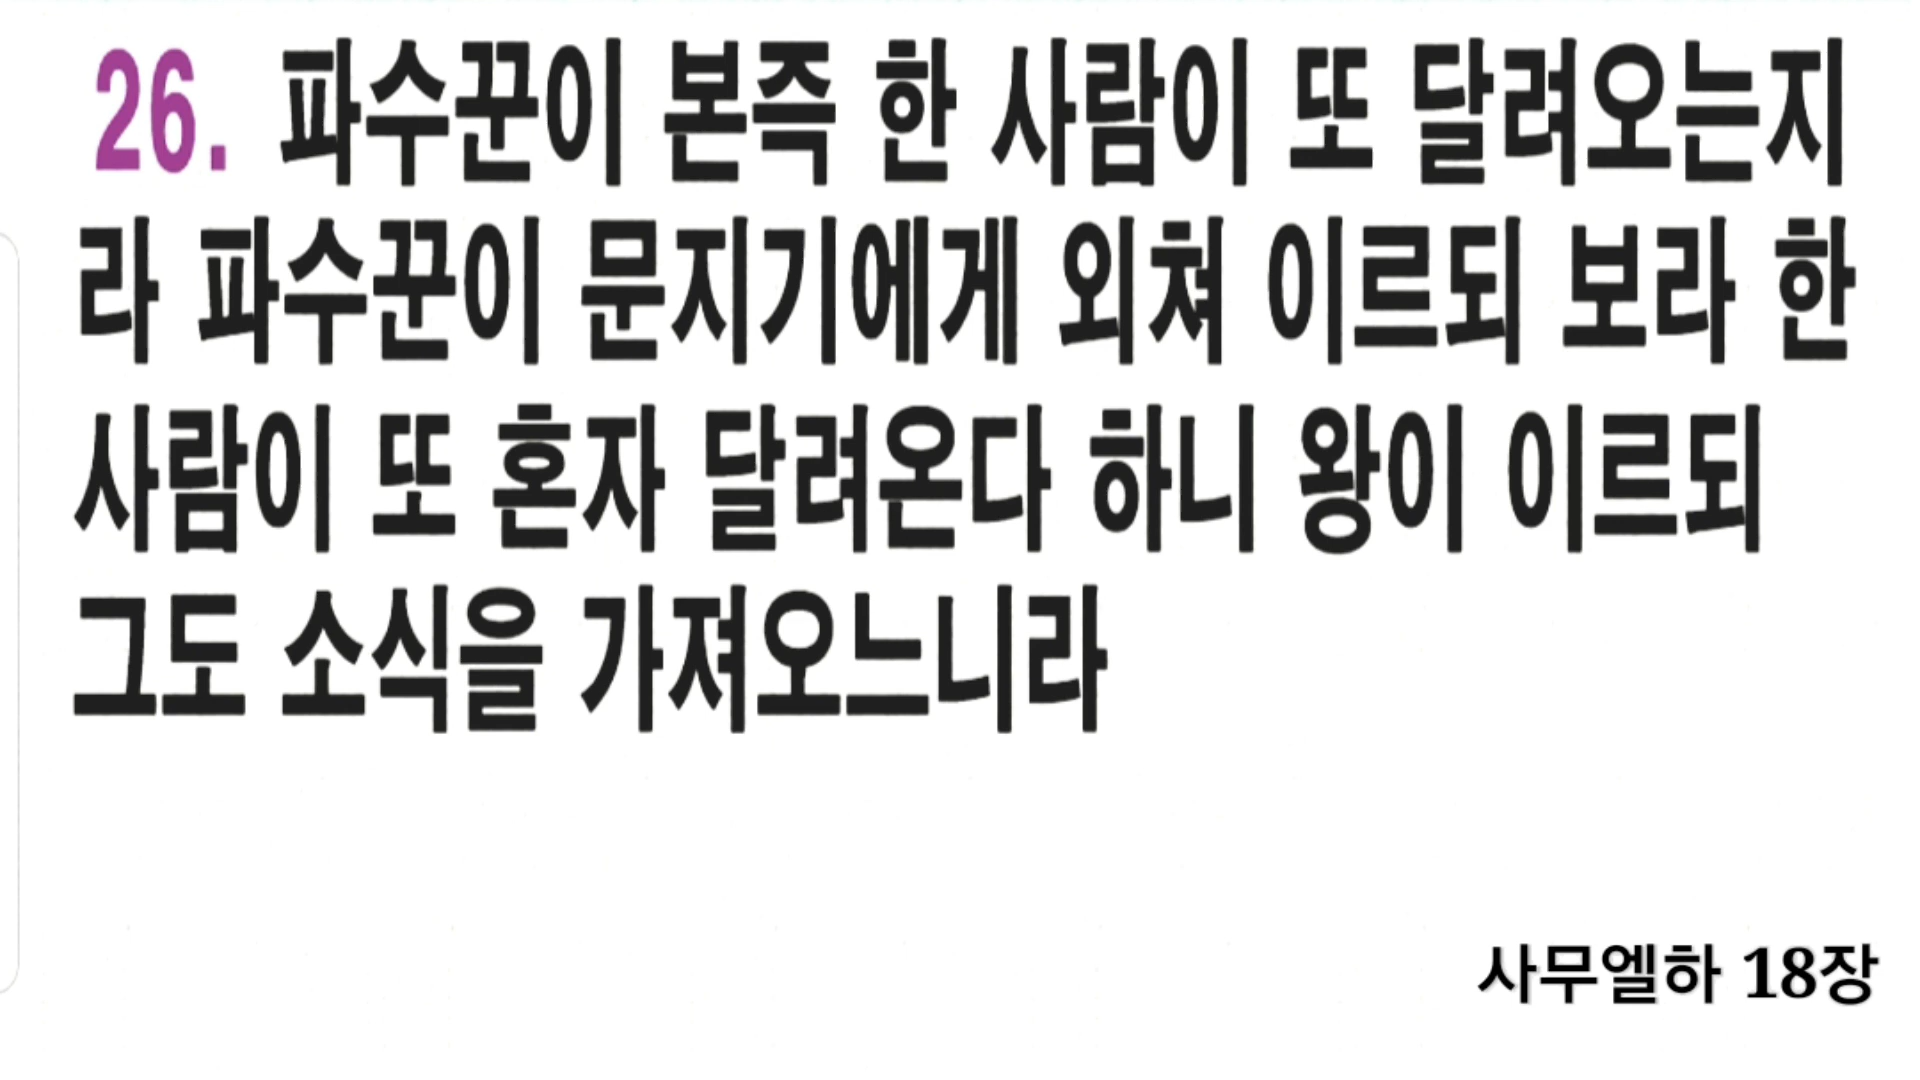 26. 파수꾼이 본즉 한 사람이 또 달려오는지
라 파수꾼이 문지기에게 외쳐 이르되 보라 한
사람이 또 혼자 달려온다 하니 왕이 이르되
그도 소식을 가져오느니라
사무엘하 18장